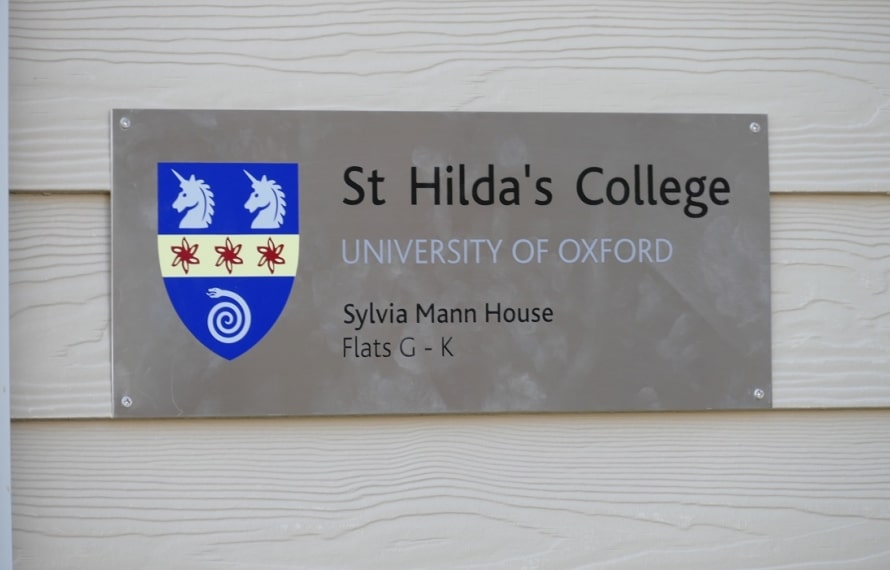 St Hilda's College
UNIVERSITY OF OXFORD
Sylvia Mann House
Flats G - K